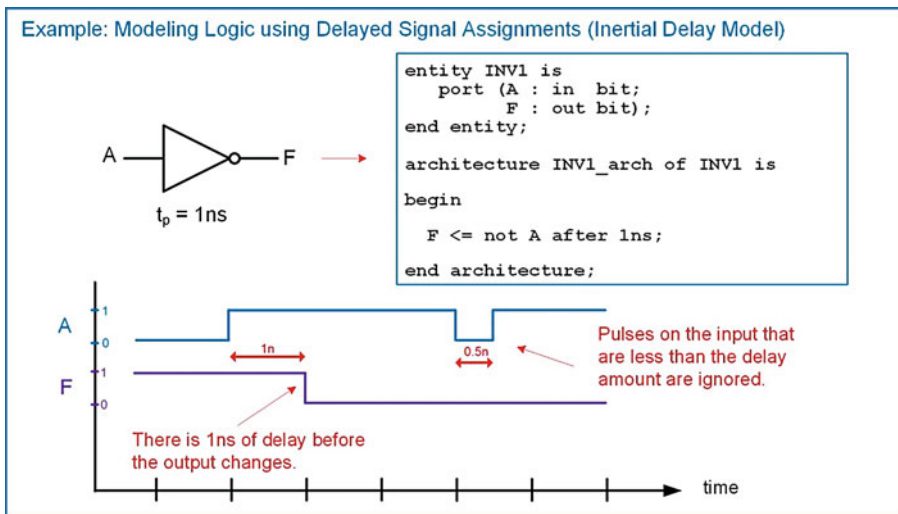 Example: Modeling Logic using Delayed Signal Assignments (Inertial Delay Model)
A
F
tp = 1ns
entity INV1 is
port (A : in bit;
F : out bit);
end entity;
architecture INV1_arch of INV1 is
begin
F <= not A after 1ns;
end architecture;
A
1
0
1n
0.5n
Pulses on the input that
are less than the delay
amount are ignored.
F
1
0
There is 1ns of delay before
the output changes.
time